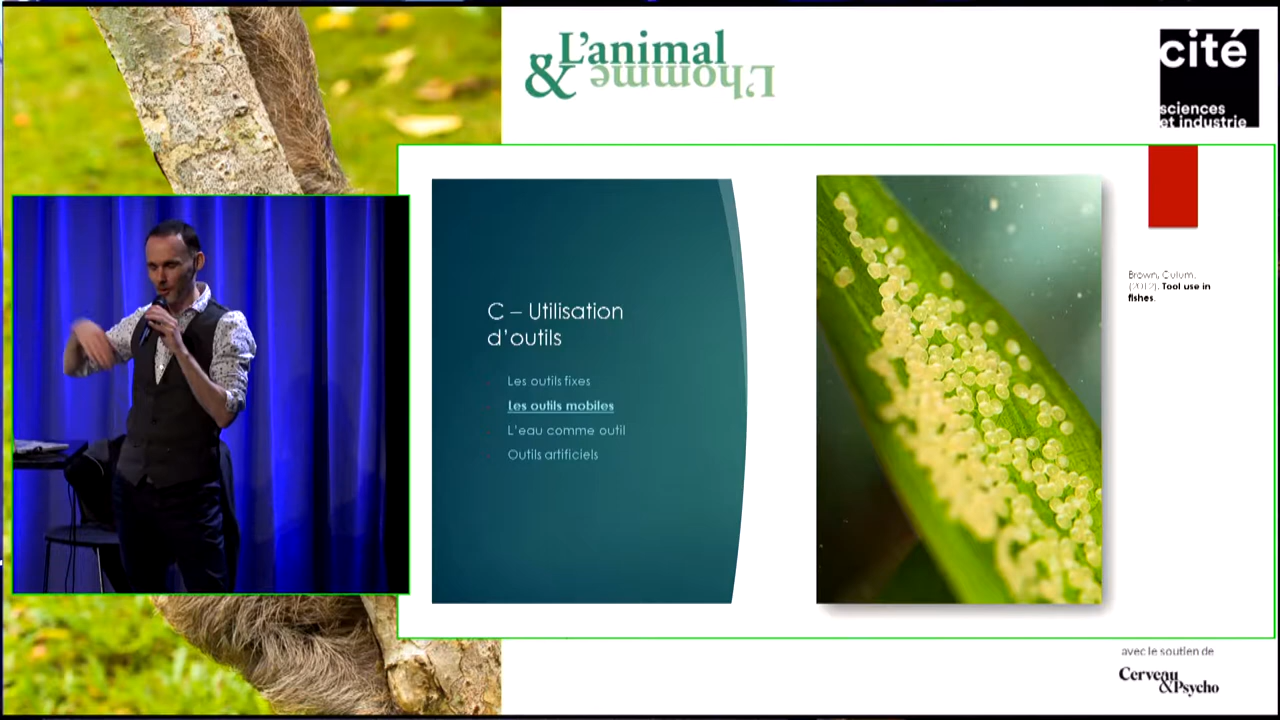 L'animal
& L'homme
cité
sciences
et industrie
C – Utilisation
d'outils
Les outils fixes
Les outils mobiles
L'eau comme outil
Outils artificiels
Brown, Culum.
(2012). Tool use in
fishes.
avec le soutien de
Cerveau
&Psycho